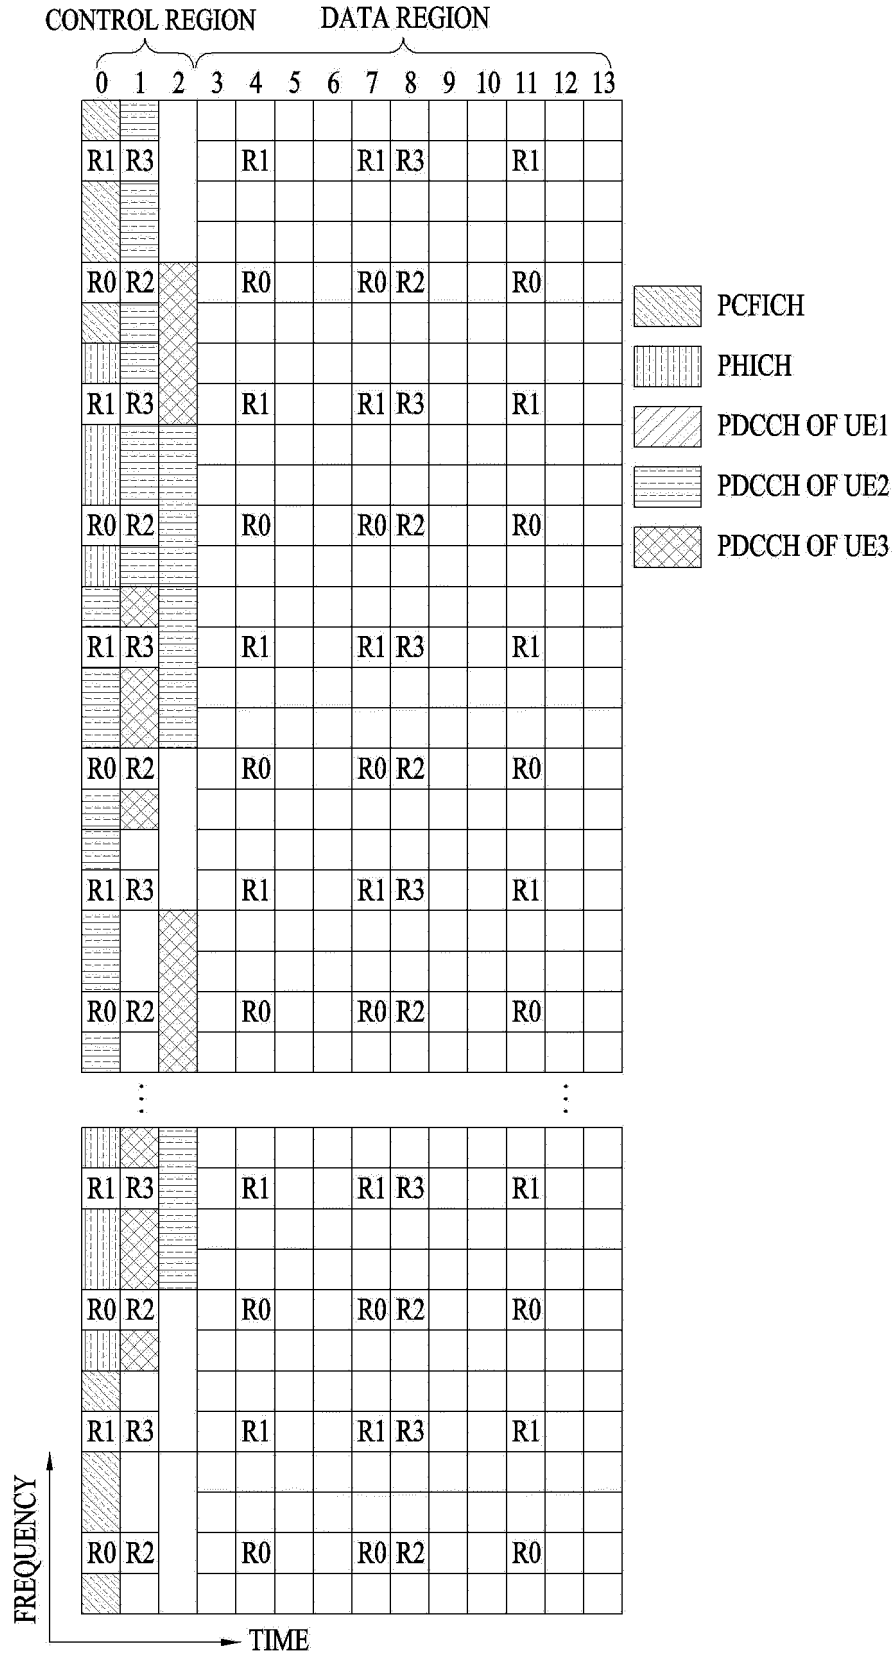 CONTROL REGION DATA REGION
0 1 2 3 4 5 6 7 8 9 10 11 12 13
R1 R3 R1 R1 R3 R1
R0 R2 R0 R0 R2 R0
PCFICH
PHICH
R1 R3 R1 R1 R3 R1
PDCCH OF UE1
PDCCH OF UE2
R0 R2 R0 R0 R2 R0
PDCCH OF UE3
R1 R3 R1 R1 R3 R1
R0 R2 R0 R0 R2 R0
R1 R3 R1 R1 R3 R1
R0 R2 R0 R0 R2 R0
R1 R3 R1 R1 R3 R1
R0 R2 R0 R0 R2 R0
R1 R3 R1 R1 R3 R1
R0 R2 R0 R0 R2 R0
FREQUENCY
TIME